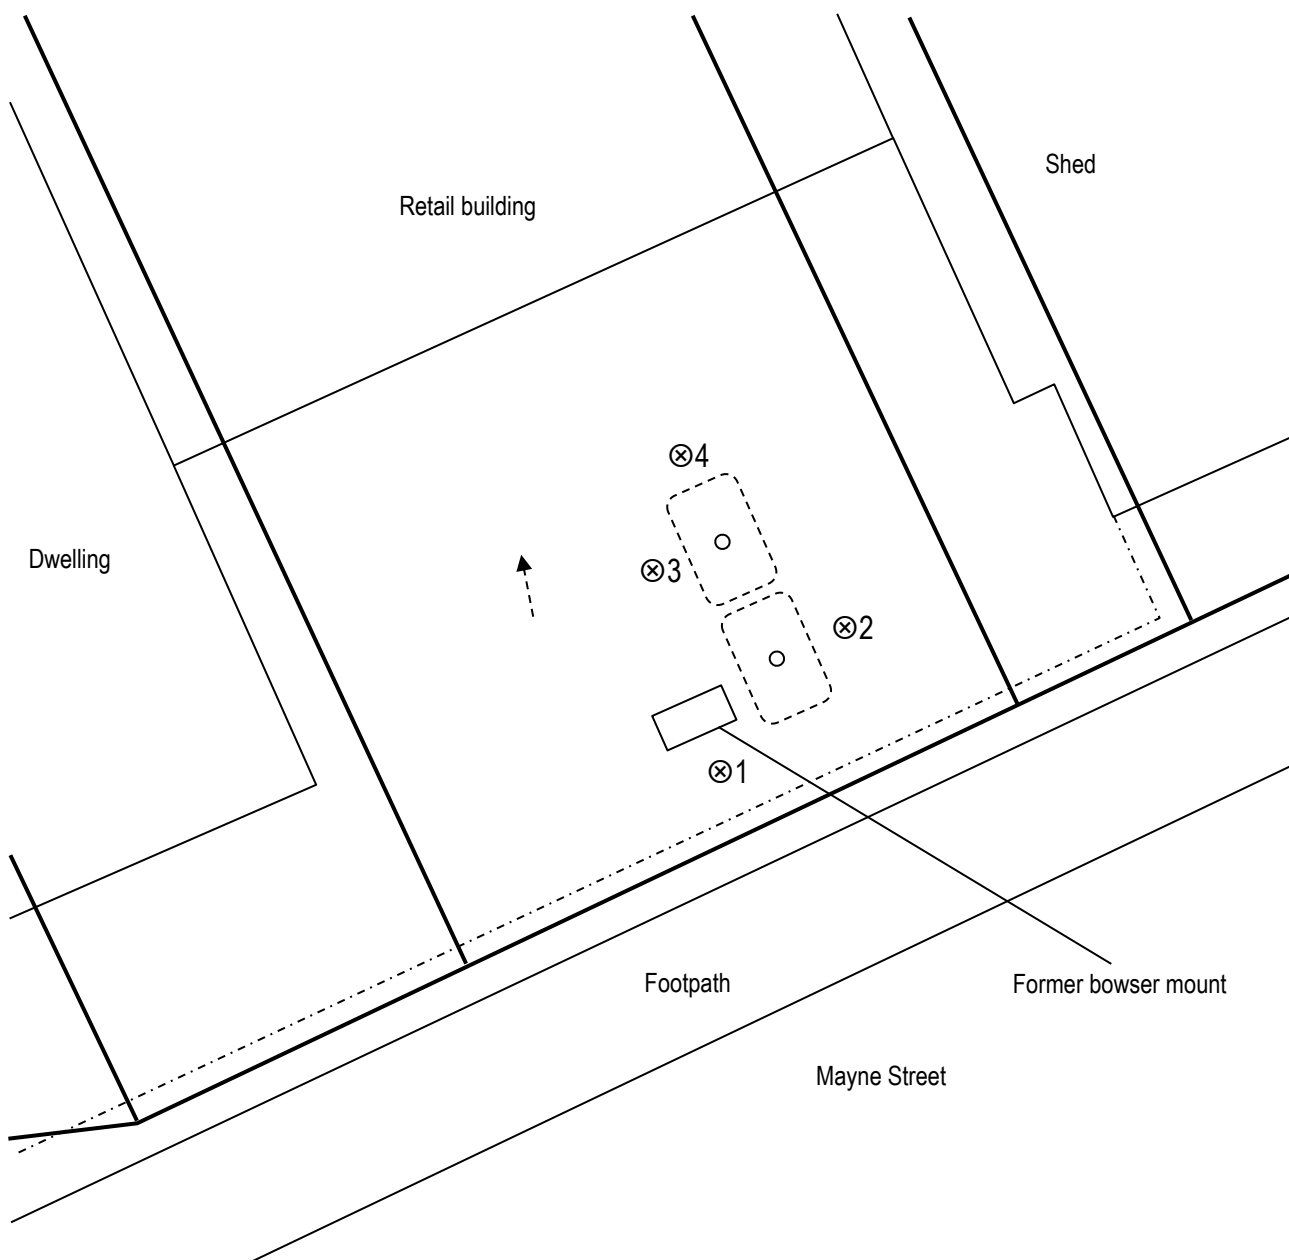 Shed
Retail building
⊗4
Dwelling
⊗3
⊗2
⊗1
Footpath
Former bowser mount
Mayne Street